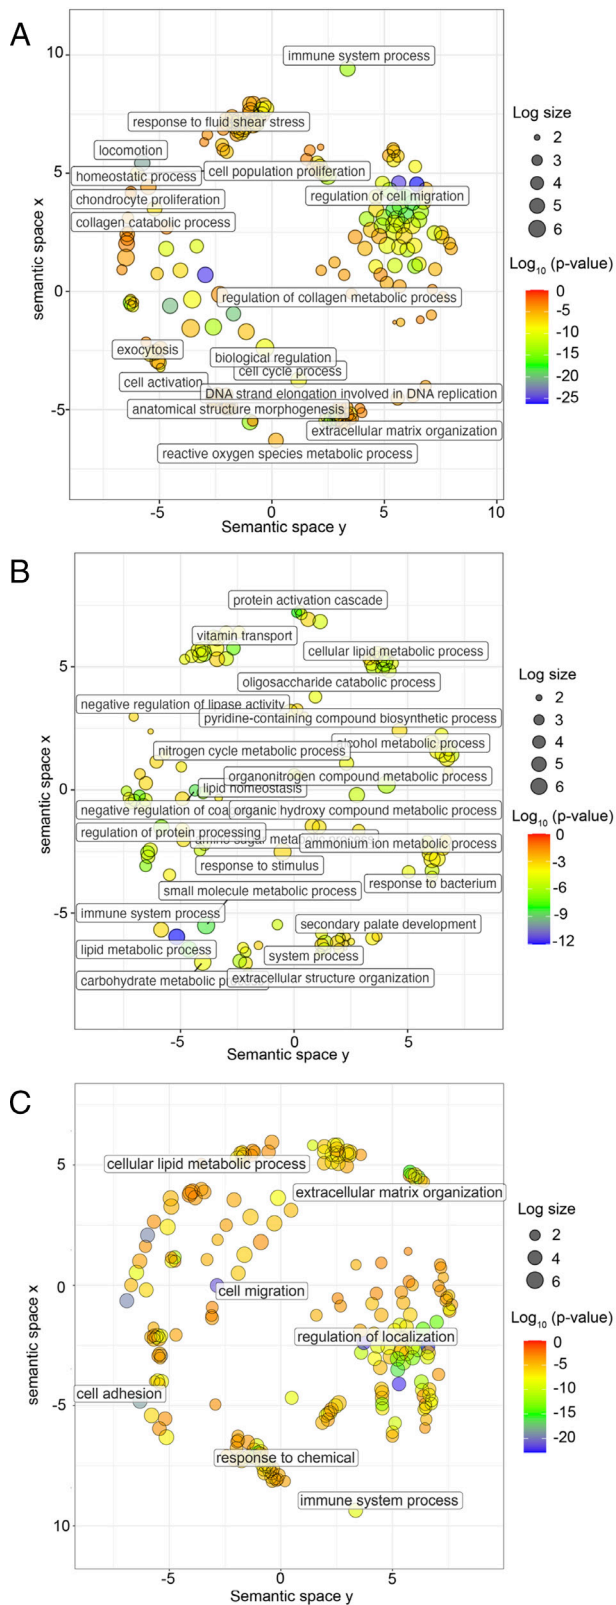 A
10
5
0
-5
semantic space x
immune system process
response to fluid shear stress
locomotion
cell population proliferation
homeostatic process
regulation of cell migration
chondrocyte proliferation
collagen catabolic process
regulation of collagen metabolic process
exocytosis
biological regulation
cell cycle process
cell activation
DNA strand elongation involved in DNA replication
anatomical structure morphogenesis
extracellular matrix organization
reactive oxygen species metabolic process
-5
0
5
10
Semantic space y
Log size
2
3
4
5
6
Log10 (p-value)
0
-5
-10
-15
-20
-25
B
5
0
-5
semantic space x
protein activation cascade
vitamin transport
cellular lipid metabolic process
oligosaccharide catabolic process
negative regulation of lipase activity
pyridine-containing compound biosynthetic process
alcohol metabolic process
nitrogen cycle metabolic process
organonitrogen compound metabolic process
lipid homeostasis
negative regulation of coa
organic hydroxy compound metabolic process
regulation of protein processing
amino sugar
ammonium ion metabolic process
response to stimulus
response to bacterium
small molecule metabolic process
immune system process
secondary palate development
lipid metabolic process
system process
carbohydrate metabolic p
extracellular structure organization
-5
0
5
Semantic space y
Log size
2
3
4
5
6
Log10 (p-value)
0
-3
-6
-9
-12
C
5
0
-5
10
semantic space x
cellular lipid metabolic process
extracellular matrix organization
cell migration
regulation of localization
cell adhesion
response to chemical
immune system process
-5
0
5
Semantic space y
Log size
2
4
6
Log10 (p-value)
0
-5
-10
-15
-20